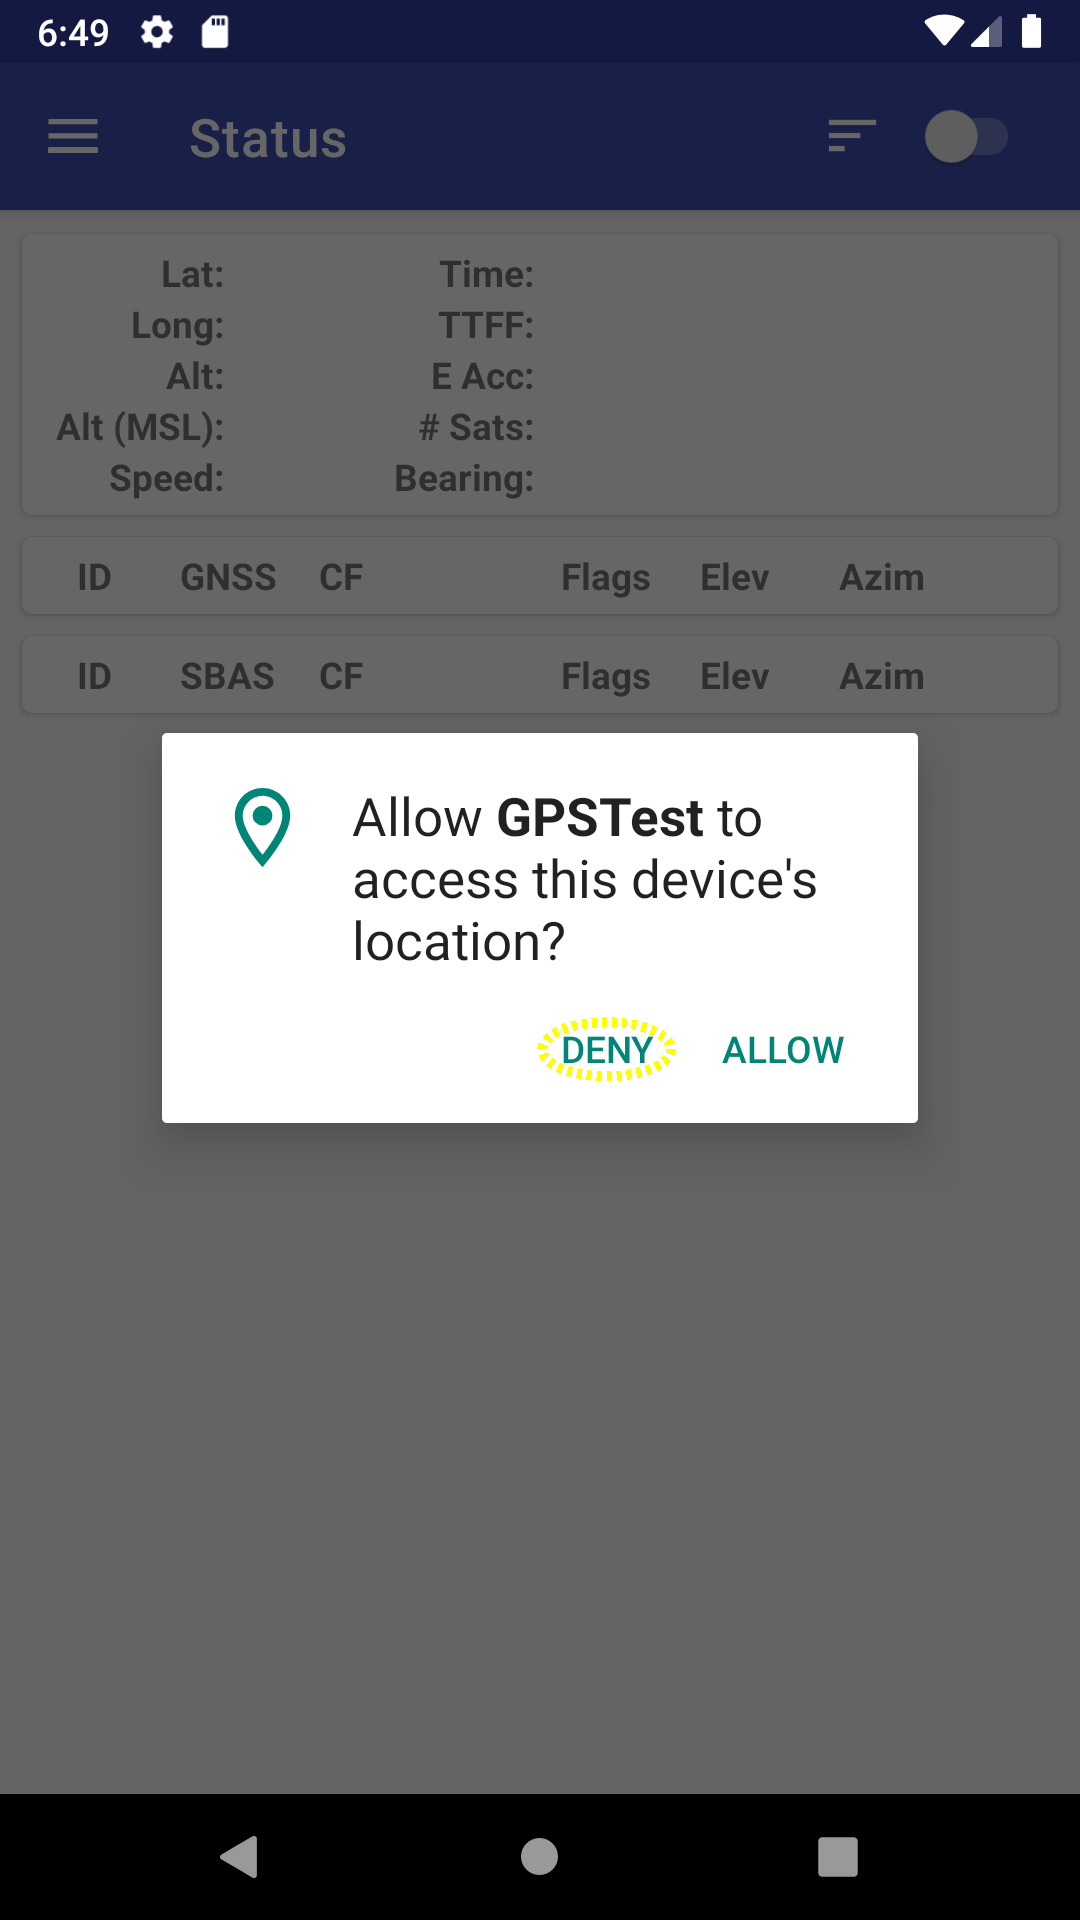 6:49
Status
Lat: Time:
Long: TTFF:
Alt: E Acc:
Alt (MSL): # Sats:
Speed: Bearing:
ID GNSS CF Flags Elev Azim
ID SBAS CF Flags Elev Azim
Allow GPSTest to
access this device's
location?
DENY ALLOW